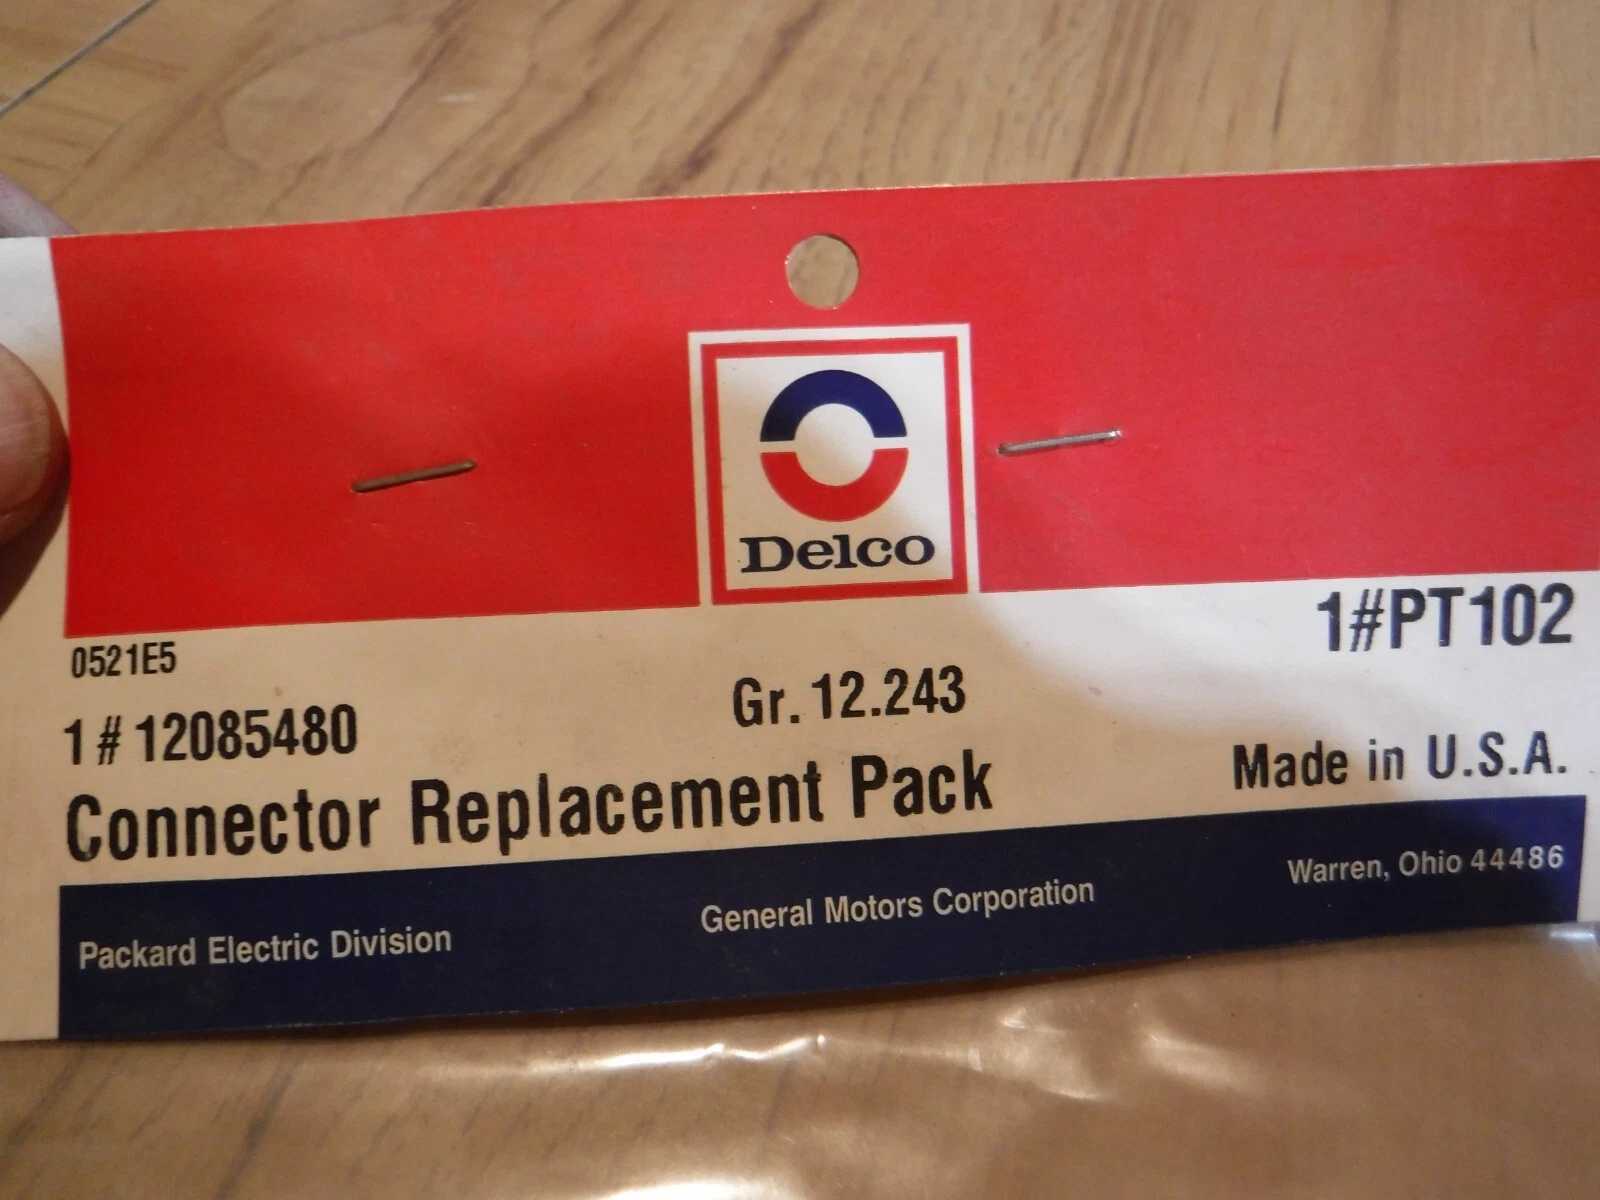 Delco
0521E5
1#PT102
1 # 12085480
Gr. 12.243
Connector Replacement Pack
Made in U.S.A.
Packard Electric Division
General Motors Corporation
Warren, Ohio 44486